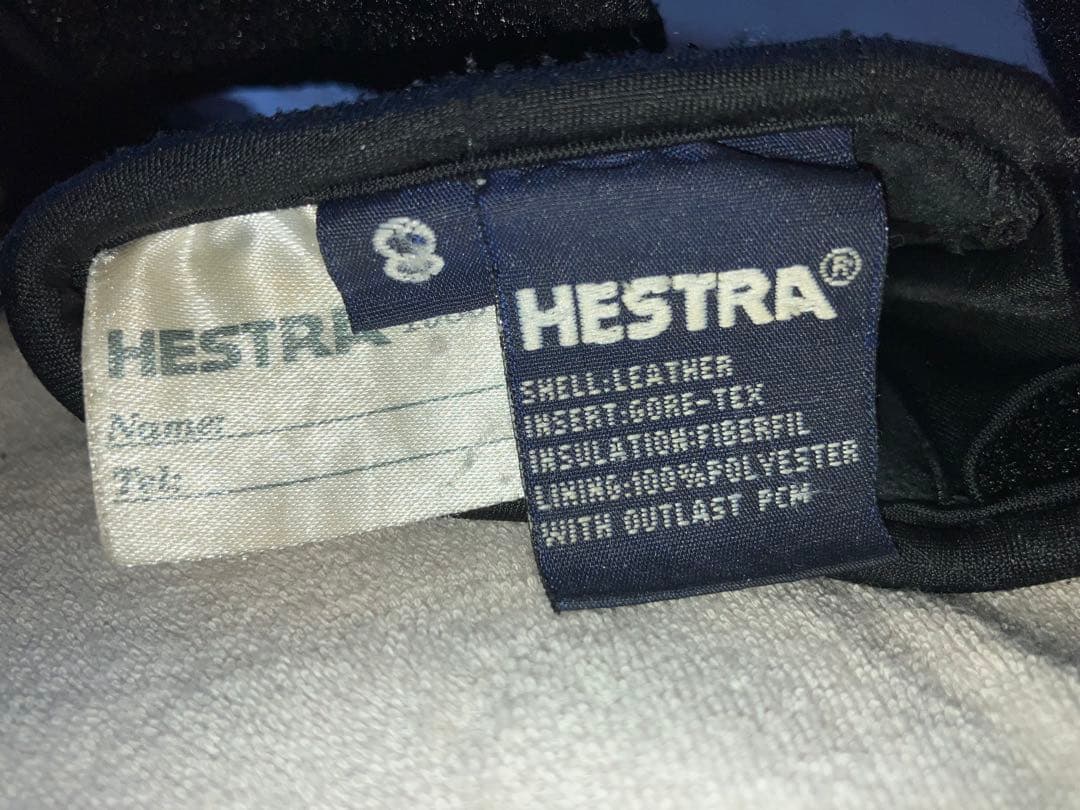 8
HESTRA
Name:
Tel:
HESTRA®
SHELL:LEATHER
INSERT:GORE-TEX
INSULATION:FIBERFIL
LINING:100%POLYESTER
WITH OUTLAST PCM